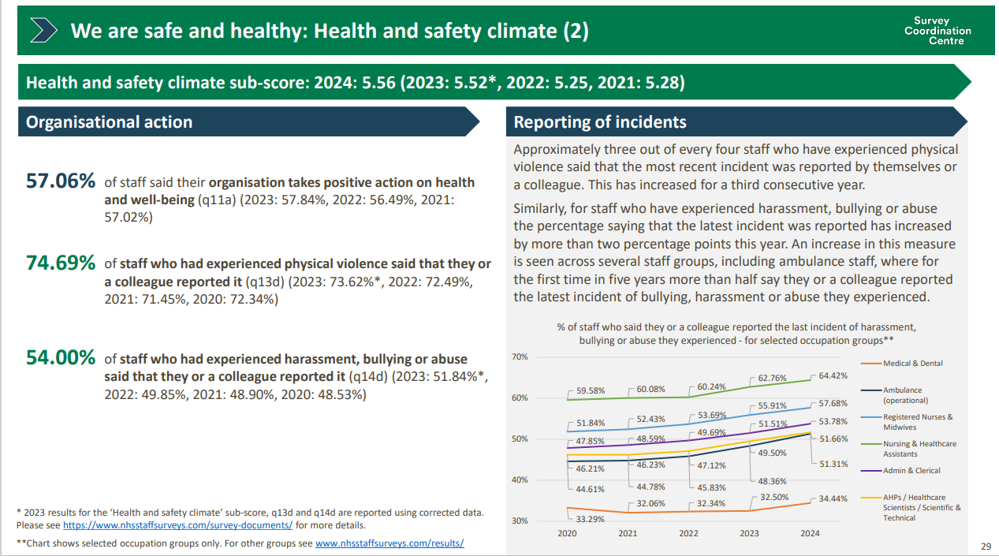 We are safe and healthy: Health and safety climate (2)
Survey
Coordination
Centre
Health and safety climate sub-score: 2024: 5.56 (2023: 5.52*, 2022: 5.25, 2021: 5.28)
Organisational action
57.06% of staff said their organisation takes positive action on health
and well-being (q11a) (2023: 57.84%, 2022: 56.49%, 2021:
57.02%)
74.69% of staff who had experienced physical violence said that they or
a colleague reported it (q13d) (2023: 73.62%*, 2022: 72.49%,
2021: 71.45%, 2020: 72.34%)
54.00% of staff who had experienced harassment, bullying or abuse
said that they or a colleague reported it (q14d) (2023: 51.84%*,
2022: 49.85%, 2021: 48.90%, 2020: 48.53%)
* 2023 results for the ‘Health and safety climate’ sub-score, q13d and q14d are reported using corrected data.
Please see https://www.nhsstaffsurveys.com/survey-documents/ for more details.
**Chart shows selected occupation groups only. For other groups see www.nhsstaffsurveys.com/results/
Reporting of incidents
Approximately three out of every four staff who have experienced physical
violence said that the most recent incident was reported by themselves or
a colleague. This has increased for a third consecutive year.
Similarly, for staff who have experienced harassment, bullying or abuse
the percentage saying that the latest incident was reported has increased
by more than two percentage points this year. An increase in this measure
is seen across several staff groups, including ambulance staff, where for
the first time in five years more than half say they or a colleague reported
the latest incident of bullying, harassment or abuse they experienced.
% of staff who said they or a colleague reported the last incident of harassment,
bullying or abuse they experienced - for selected occupation groups**
70%
60%
50%
40%
30%
59.58% 60.08% 60.24% 62.76% 64.42%
51.84% 52.43% 53.69% 55.91% 57.68%
47.85% 48.59% 49.69% 51.51% 53.78%
46.21% 46.23% 47.12% 49.50% 51.66%
44.61% 44.78% 45.83% 48.36% 51.31%
33.29% 32.06% 32.34% 32.50% 34.44%
2020 2021 2022 2023 2024
Medical & Dental
Ambulance
(operational)
Registered Nurses &
Midwives
Nursing & Healthcare
Assistants
Admin & Clerical
AHPs / Healthcare
Scientists / Scientific &
Technical
29